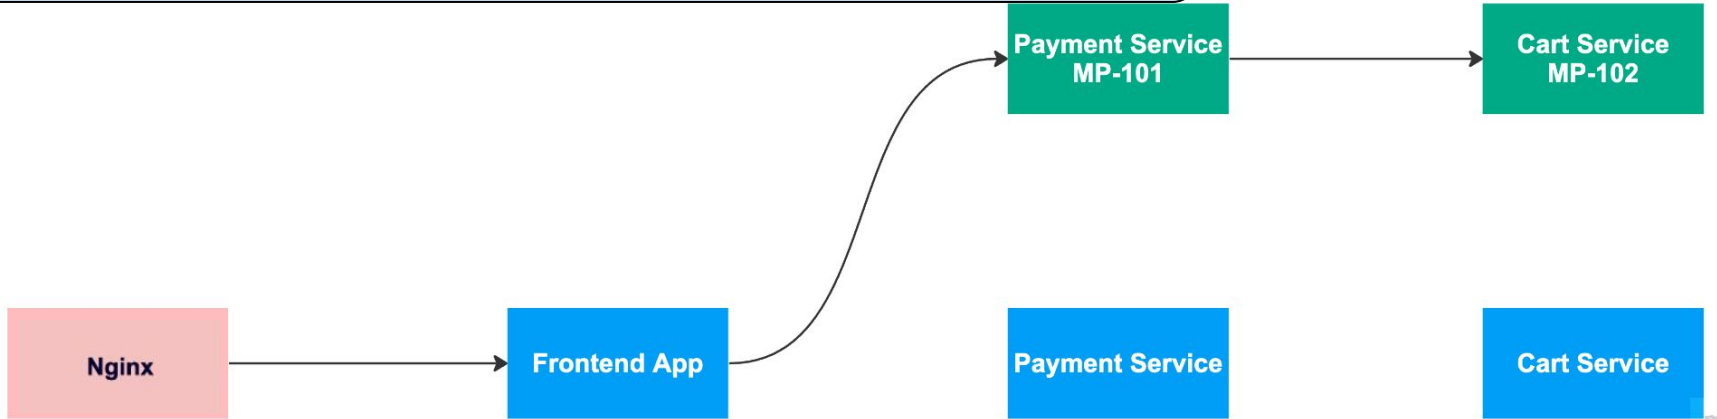 Payment Service
MP-101
Cart Service
MP-102
Nginx
Frontend App
Payment Service
Cart Service